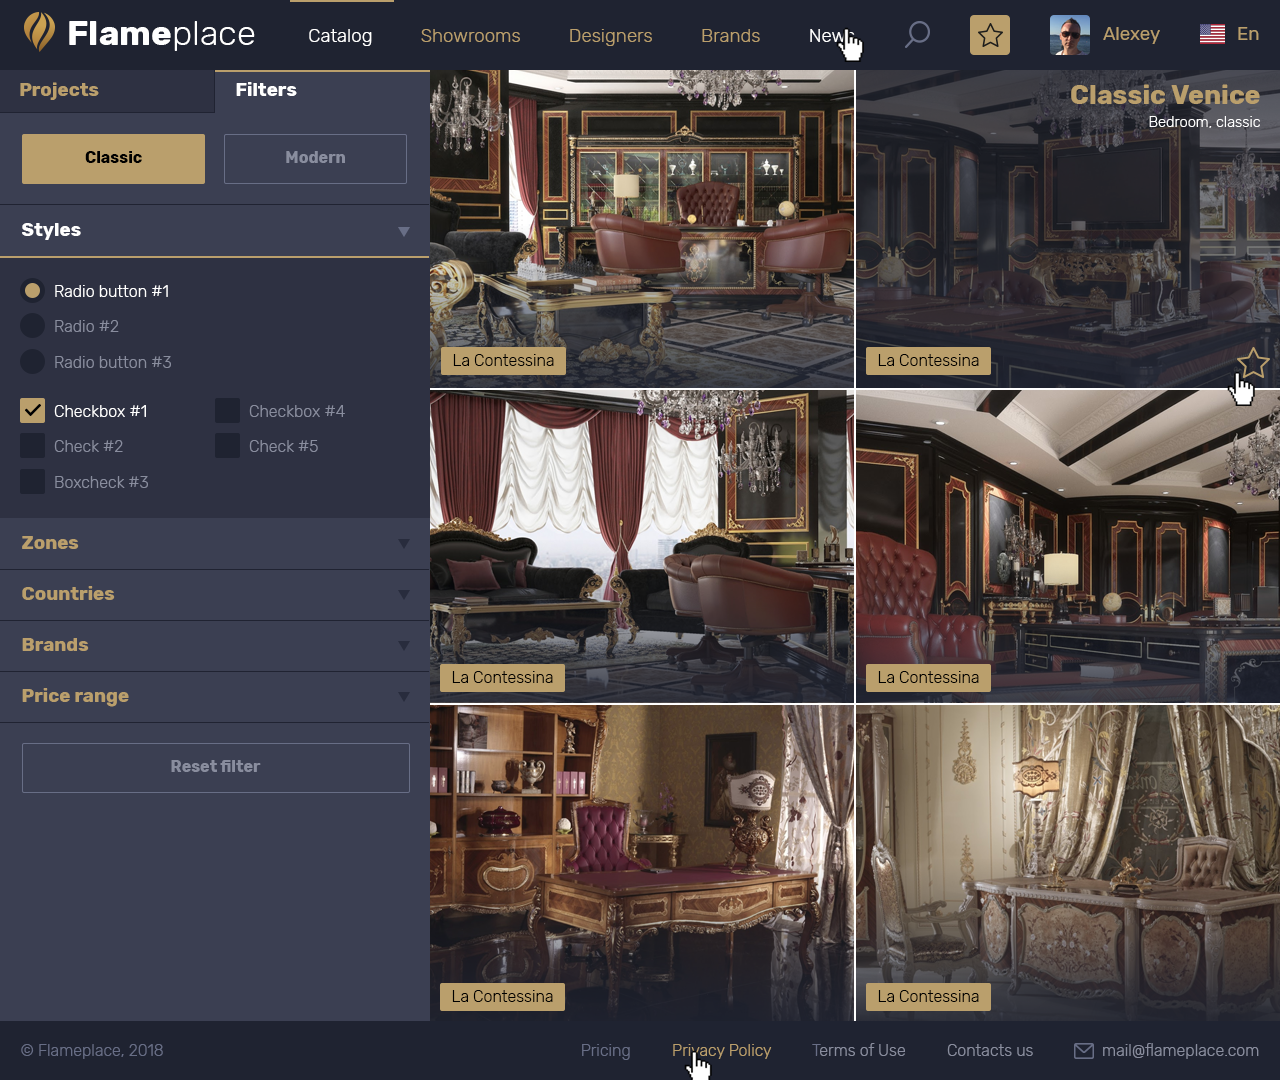 Flameplace
Catalog
Showrooms
Designers
Brands
News
Alexey
En
Projects
Filters
Classic
Modern
Styles
Radio button #1
Radio #2
Radio button #3
Checkbox #1
Checkbox #4
Check #2
Check #5
Boxcheck #3
Zones
Countries
Brands
Price range
Reset filter
Classic Venice
Bedroom, classic
La Contessina
La Contessina
La Contessina
La Contessina
La Contessina
La Contessina
© Flameplace, 2018
Pricing
Privacy Policy
Terms of Use
Contacts us
mail@flameplace.com